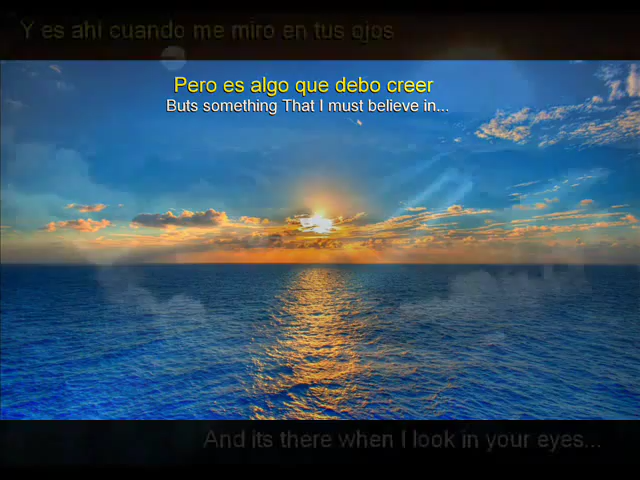 Y es ahí cuando me miro en tus ojos
Pero es algo que debo creer
Buts something That I must believe in...
And its there when I look in your eyes...